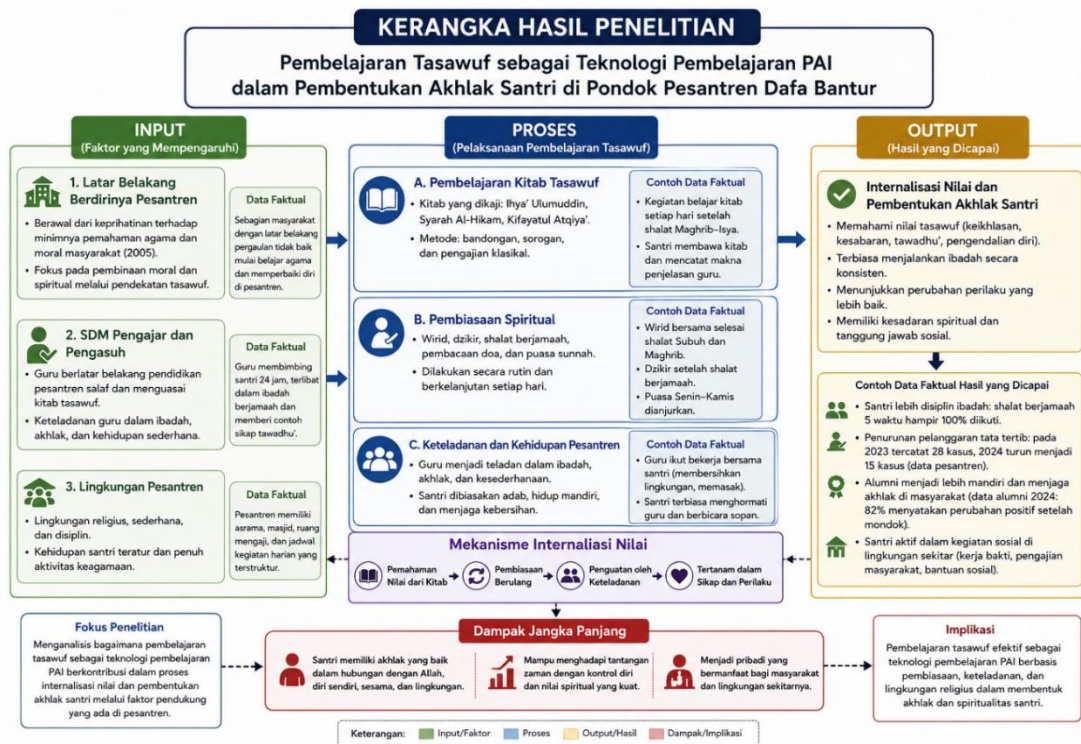 KERANGKA HASIL PENELITIAN
Pembelajaran Tasawuf sebagai Teknologi Pembelajaran PAI
dalam Pembentukan Akhlak Santri di Pondok Pesantren Dafa Bantur
INPUT
(Faktor yang Mempengaruhi)
1. Latar Belakang
Berdirinya Pesantren
• Berawal dari keprihatinan terhadap
minimnya pemahaman agama dan
moral masyarakat (2005).
• Fokus pada pembinaan moral dan
spiritual melalui pendekatan tasawuf.
Data Faktual
Sebagian masyarakat
dengan latar belakang
pergaulan tidak baik
mulai belajar agama
dan memperbaiki diri
di pesantren.
2. SDM Pengajar dan
Pengasuh
• Guru berlatar belakang pendidikan
pesantren salaf dan menguasai
kitab tasawuf.
• Keteladanan guru dalam ibadah,
akhlak, dan kehidupan sederhana.
Data Faktual
Guru membimbing
santri 24 jam, terlibat
dalam ibadah
berjamaah dan
memberi contoh
sikap tawadhu'.
3. Lingkungan Pesantren
• Lingkungan religius, sederhana,
dan disiplin.
• Kehidupan santri teratur dan penuh
aktivitas keagamaan.
Data Faktual
Pesantren memiliki
asrama, masjid, ruang
mengaji, dan jadwal
kegiatan harian yang
terstruktur.
PROSES
(Pelaksanaan Pembelajaran Tasawuf)
A. Pembelajaran Kitab Tasawuf
• Kitab yang dikaji: Ihya' Ulumuddin,
Syarah Al-Hikam, Kifayatul Atqiya'.
• Metode: bandongan, sorogan,
dan pengajian klasikal.
Contoh Data Faktual
• Kegiatan belajar kitab
setiap hari setelah
shalat Maghrib–Isya.
• Santri membawa kitab
dan mencatat makna
penjelasan guru.
B. Pembiasaan Spiritual
• Wirid, dzikir, shalat berjamaah,
pembacaan doa, dan puasa sunnah.
• Dilakukan secara rutin dan
berkelanjutan setiap hari.
Contoh Data Faktual
• Wirid bersama selesai
shalat Subuh dan
Maghrib.
• Dzikir setelah shalat
berjamaah.
• Puasa Senin–Kamis
dianjurkan.
C. Keteladanan dan Kehidupan Pesantren
• Guru menjadi teladan dalam ibadah,
akhlak, dan kesederhanaan.
• Santri dibiasakan adab, hidup mandiri,
dan menjaga kebersihan.
Contoh Data Faktual
• Guru ikut bekerja bersama
santri (membersihkan
lingkungan, memasak).
• Santri terbiasa menghormati
guru dan berbicara sopan.
Mekanisme Internaliasi Nilai
Pemahaman
Nilai dari Kitab
Pembiasaan
Berulang
Penguatan oleh
Keteladanan
Tertanam dalam
Sikap dan Perilaku
OUTPUT
(Hasil yang Dicapai)
Internalisasi Nilai dan
Pembentukan Akhlak Santri
• Memahami nilai tasawuf (keikhlasan,
kesabaran, tawadhu', pengendalian diri).
• Terbiasa menjalankan ibadah secara
konsisten.
• Menunjukkan perubahan perilaku yang
lebih baik.
• Memiliki kesadaran spiritual dan
tanggung jawab sosial.
Contoh Data Faktual Hasil yang Dicapai
• Santri lebih disiplin ibadah: shalat berjamaah
5 waktu hampir 100% diikuti.
• Penurunan pelanggaran tata tertib: pada
2023 tercatat 28 kasus, 2024 turun menjadi
15 kasus (data pesantren).
• Alumni menjadi lebih mandiri dan menjaga
akhlak di masyarakat (data alumni 2024:
82% menyatakan perubahan positif setelah
mondok).
• Santri aktif dalam kegiatan sosial di
lingkungan sekitar (kerja bakti, pengajian
masyarakat, bantuan sosial).
Fokus Penelitian
Menganalisis bagaimana pembelajaran
tasawuf sebagai teknologi pembelajaran
PAI berkontribusi dalam proses
internalisasi nilai dan pembentukan
akhlak santri melalui faktor pendukung
yang ada di pesantren.
Dampak Jangka Panjang
Santri memiliki akhlak yang baik
dalam hubungan dengan Allah,
diri sendiri, sesama, dan lingkungan.
Mampu menghadapi tantangan
zaman dengan kontrol diri
dan nilai spiritual yang kuat.
Menjadi pribadi yang
bermanfaat bagi masyarakat
dan lingkungan sekitarnya.
Implikasi
Pembelajaran tasawuf efektif sebagai
teknologi pembelajaran PAI berbasis
pembiasaan, keteladanan, dan
lingkungan religius dalam membentuk
akhlak dan spiritualitas santri.
Keterangan: Input/Faktor Proses Output/Hasil Dampak/Implikasi